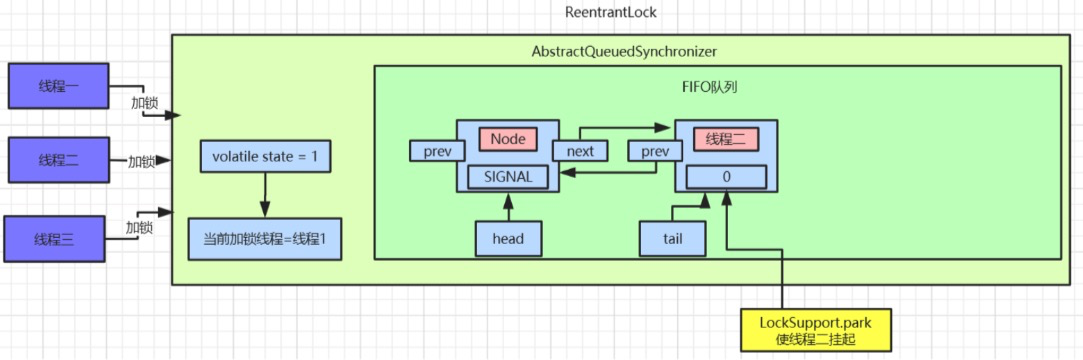 ReentrantLock
AbstractQueuedSynchronizer
FIFO队列
线程一
加锁
线程二
加锁
线程三
加锁
volatile state = 1
当前加锁线程=线程1
Node
prev
next
SIGNAL
线程二
prev
0
head
tail
LockSupport.park
使线程二挂起